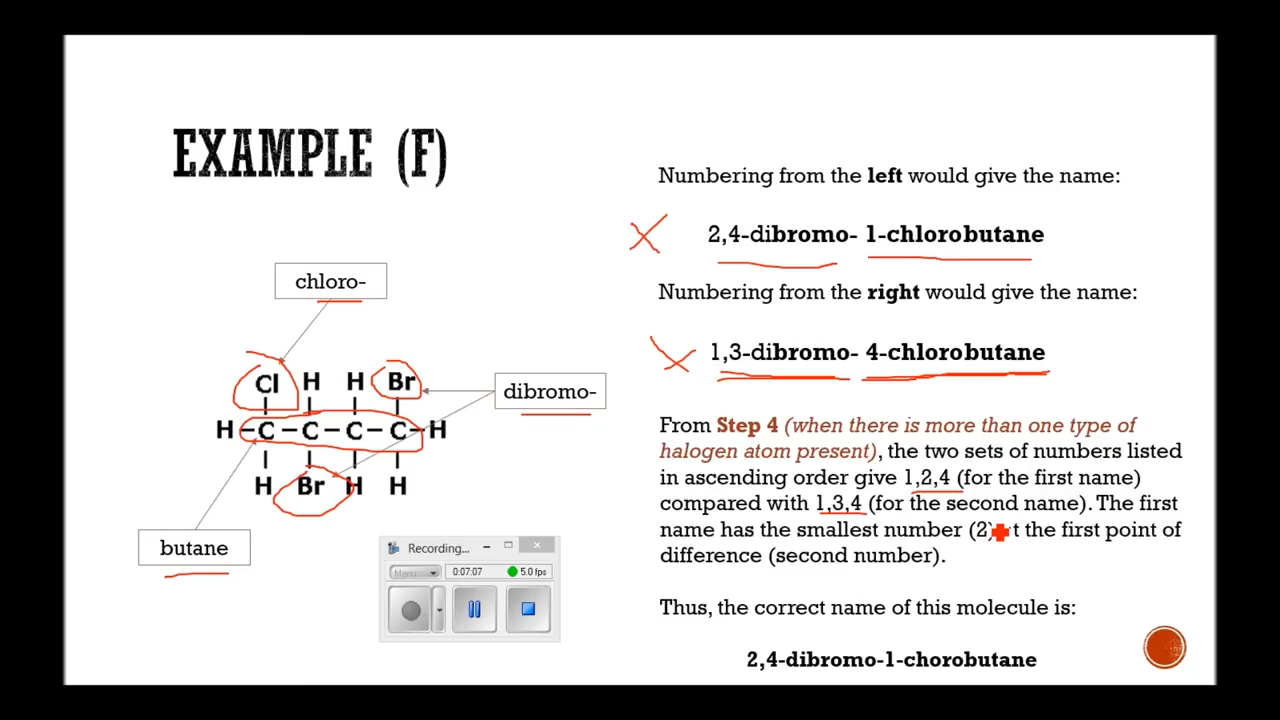 EXAMPLE (F)
Numbering from the left would give the name:
2,4-dibromo- 1-chlorobutane
Numbering from the right would give the name:
1,3-dibromo- 4-chlorobutane
From Step 4 (when there is more than one type of
halogen atom present), the two sets of numbers listed
in ascending order give 1,2,4 (for the first name)
compared with 1,3,4 (for the second name). The first
name has the smallest number (2) t the first point of
difference (second number).
Thus, the correct name of this molecule is:
2,4-dibromo-1-chorobutane
chloro-
Cl H H Br
dibromo-
H–C–C–C–C–H
H Br H H
butane
Recording...
Menu 0:07:07 5.0 fps